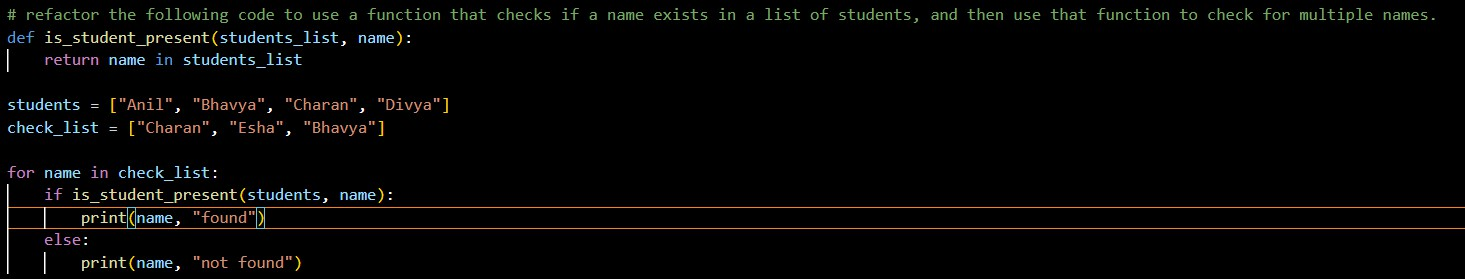 # refactor the following code to use a function that checks if a name exists in a list of students, and then use that function to check for multiple names.
def is_student_present(students_list, name):
    return name in students_list

students = ["Anil", "Bhavya", "Charan", "Divya"]
check_list = ["Charan", "Esha", "Bhavya"]

for name in check_list:
    if is_student_present(students, name):
        print(name, "found")
    else:
        print(name, "not found")